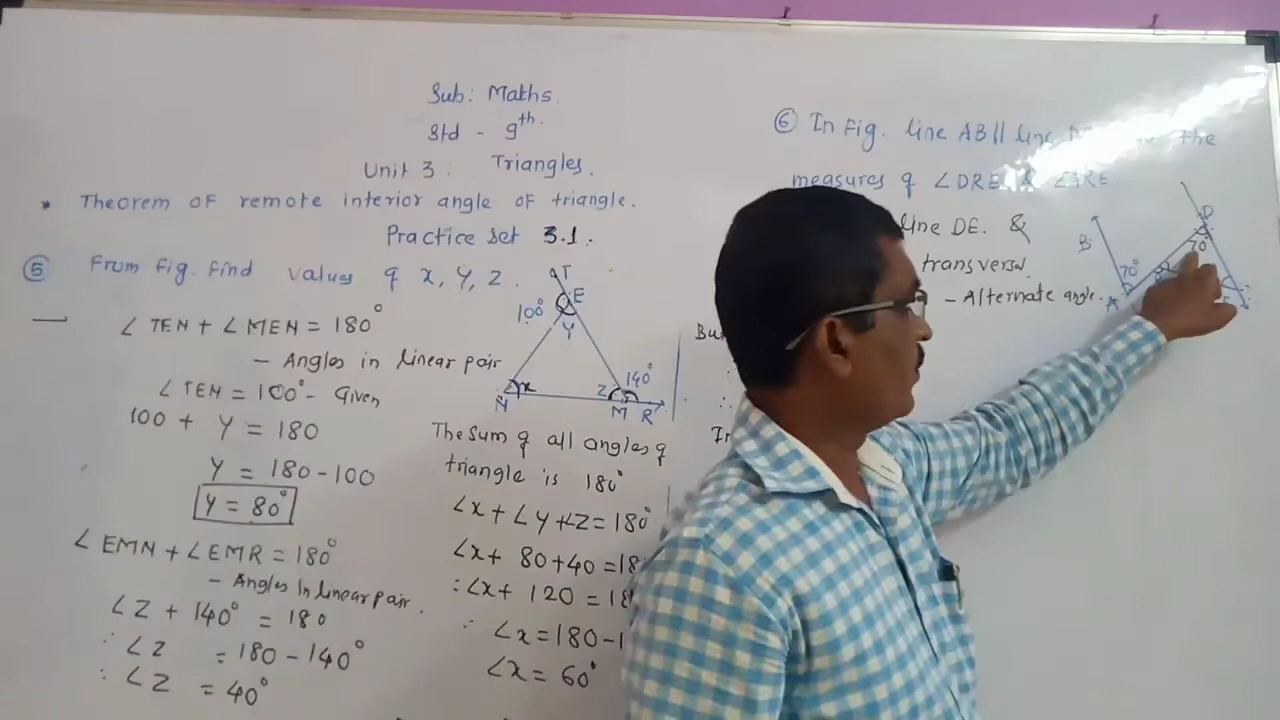 Sub: Maths.
Std - 9th.
Unit 3: Triangles.
* Theorem of remote interior angle of triangle.
Practice Set 3.1.
⑤ From fig. find values of x, y, z.
∠TEN + ∠MEN = 180°
- Angles in linear pair
∠TEN = 100° - Given
100 + y = 180
y = 180 - 100
y = 80°
∠EMN + ∠EMR = 180°
- Angles In linear pair.
∠Z + 140° = 180
∴ ∠Z = 180 - 140°
∴ ∠Z = 40°
T
100° E
y
x Z 140°
N M R
The Sum of all angles of
triangle is 180°
∠x + ∠y + ∠z = 180°
∠x + 80 + 40 = 18
∴ ∠x + 120 = 18
∴ ∠x = 180 - 1
∠x = 60°
⑥ In fig. line AB || line the
measures of ∠DRE & ∠ARE
line DE. &
transversal.
- Alternate angle.
D
B 70°
70°
A